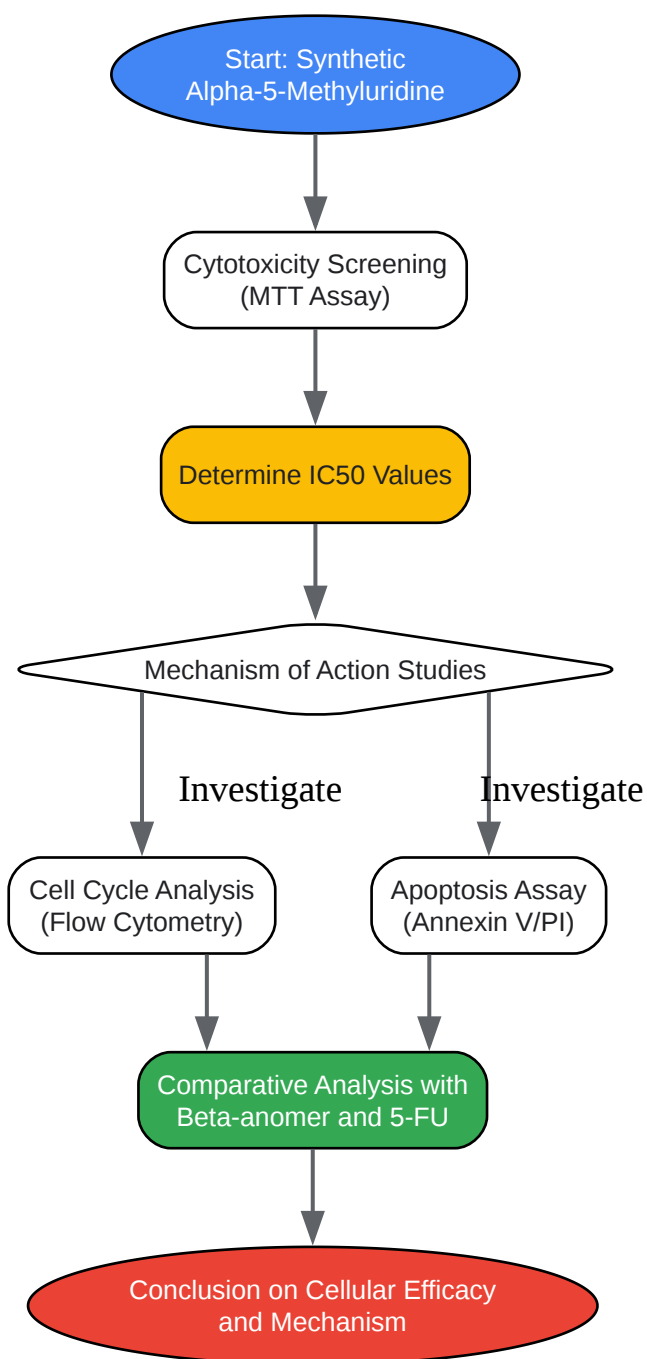 Start: Synthetic
Alpha-5-Methyluridine
Cytotoxicity Screening
(MTT Assay)
Determine IC50 Values
Mechanism of Action Studies
Investigate
Investigate
Cell Cycle Analysis
(Flow Cytometry)
Apoptosis Assay
(Annexin V/PI)
Comparative Analysis with
Beta-anomer and 5-FU
Conclusion on Cellular Efficacy
and Mechanism